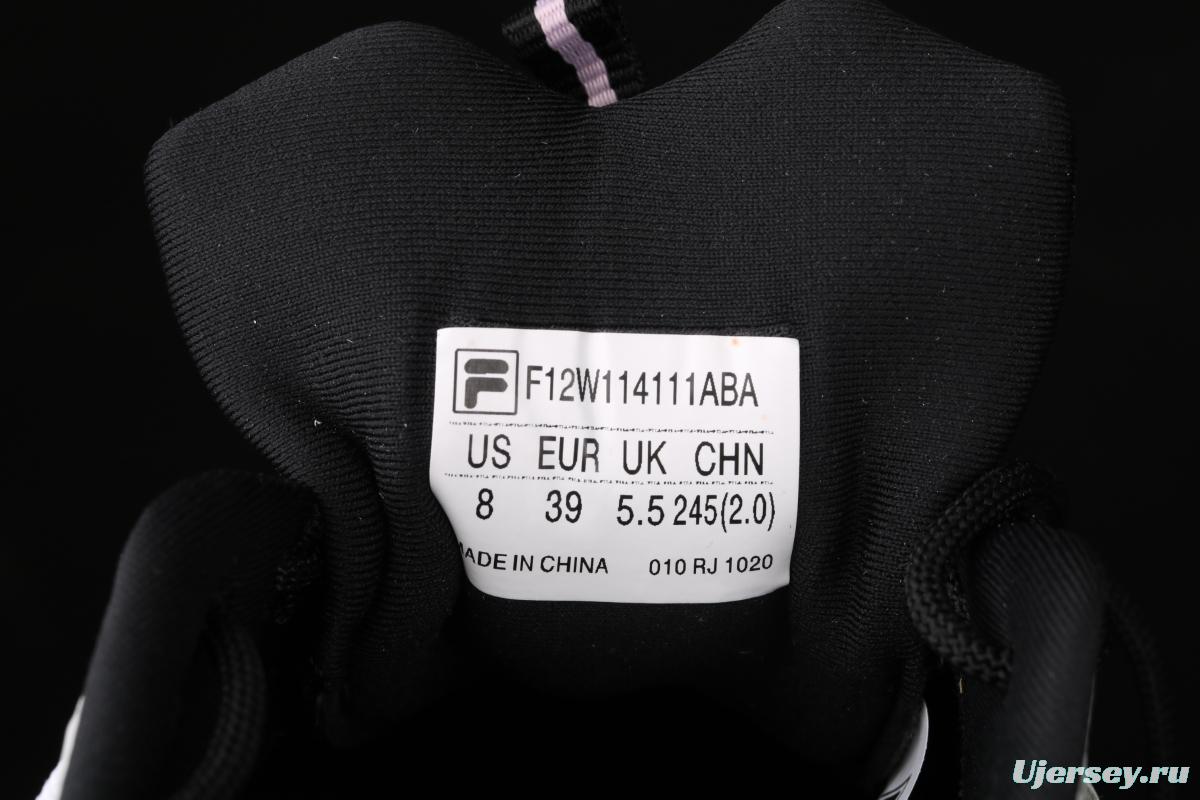 F12W114111ABA
US EUR UK CHN
8 39 5.5 245(2.0)
MADE IN CHINA 010 RJ 1020
Ujersey.ru